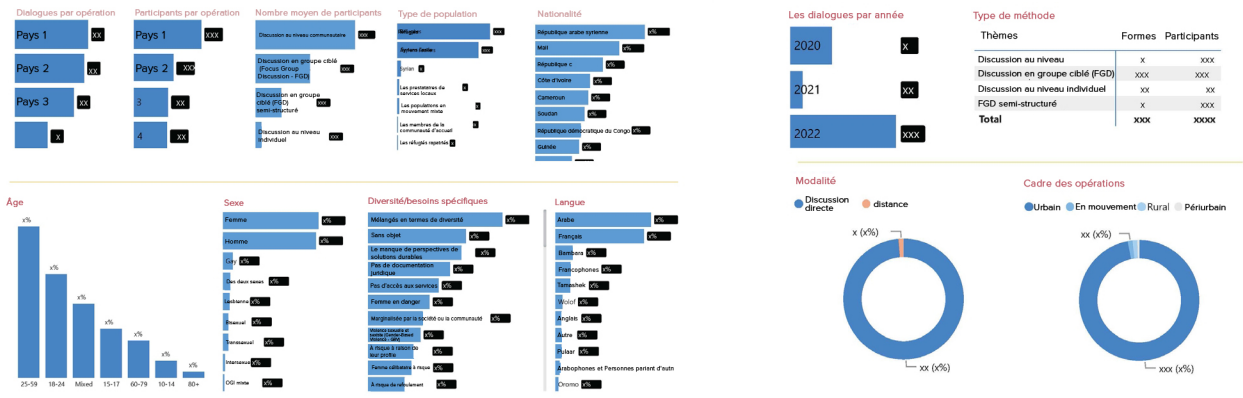 Dialogues par opération
Pays 1 xx
Pays 2 xx
Pays 3 xx
x
Participants par opération
Pays 1 xxx
Pays 2 xxx
3 xx
4 xx
Nombre moyen de participants
Discussion au niveau communautaire xxx
Discussion en groupe ciblé
(Focus Group
Discussion - FGD) xxx
Discussion en groupe
ciblé (FGD) xxx
semi-structuré
Discussion au niveau
individuel xxx
Type de population
xxx
xxx
Syrian x
Les prestataires de
services locaux x
Les populations en
mouvement mixte x
Les membres de la
communauté d'accueil x
Les réfugiés rapatriés x
Nationalité
République arabe syrienne x%
Mali x%
République c x%
Côte d'Ivoire x%
Cameroun x%
Soudan x%
République démocratique du Congo x%
Guinée x%
Les dialogues par année
2020 x
2021 xx
2022 xxx
Type de méthode
Thèmes Formes Participants
Discussion au niveau x xxx
Discussion en groupe ciblé (FGD) xxx xxx
Discussion au niveau individuel xx xx
FGD semi-structuré x xxx
Total xxx xxxx
Âge
x%
x%
x%
x%
x%
x%
x%
25-59 18-24 Mixed 15-17 60-79 10-14 80+
Sexe
Femme x%
Homme x%
Gay x%
Des deux sexes x%
Lesbienne x%
Bisexuel x%
Transsexuel x%
Intersexué x%
OGI mixte x%
Diversité/besoins spécifiques
Mélangés en termes de diversité x%
Sans objet x%
Le manque de perspectives de
solutions durables x%
Pas de documentation
juridique x%
Pas d'accès aux services x%
Femme en danger x%
Marginalisée par la société ou la communauté x%
x%
À risque à raison de
leur profile x%
Femme célibataire à risque x%
À risque de refoulement x%
Langue
Arabe x%
Français x%
Bambara x%
Francophones x%
Tamashek x%
Wolof x%
Anglais x%
Autre x%
Pulaar x%
Arabophones et Personnes parlant d'autn
Oromo x%
Modalité
Discussion
directe
distance
x (x%)
xx (x%)
Cadre des opérations
Urbain En mouvement Rural Périurbain
xx (x%)
xxx (x%)